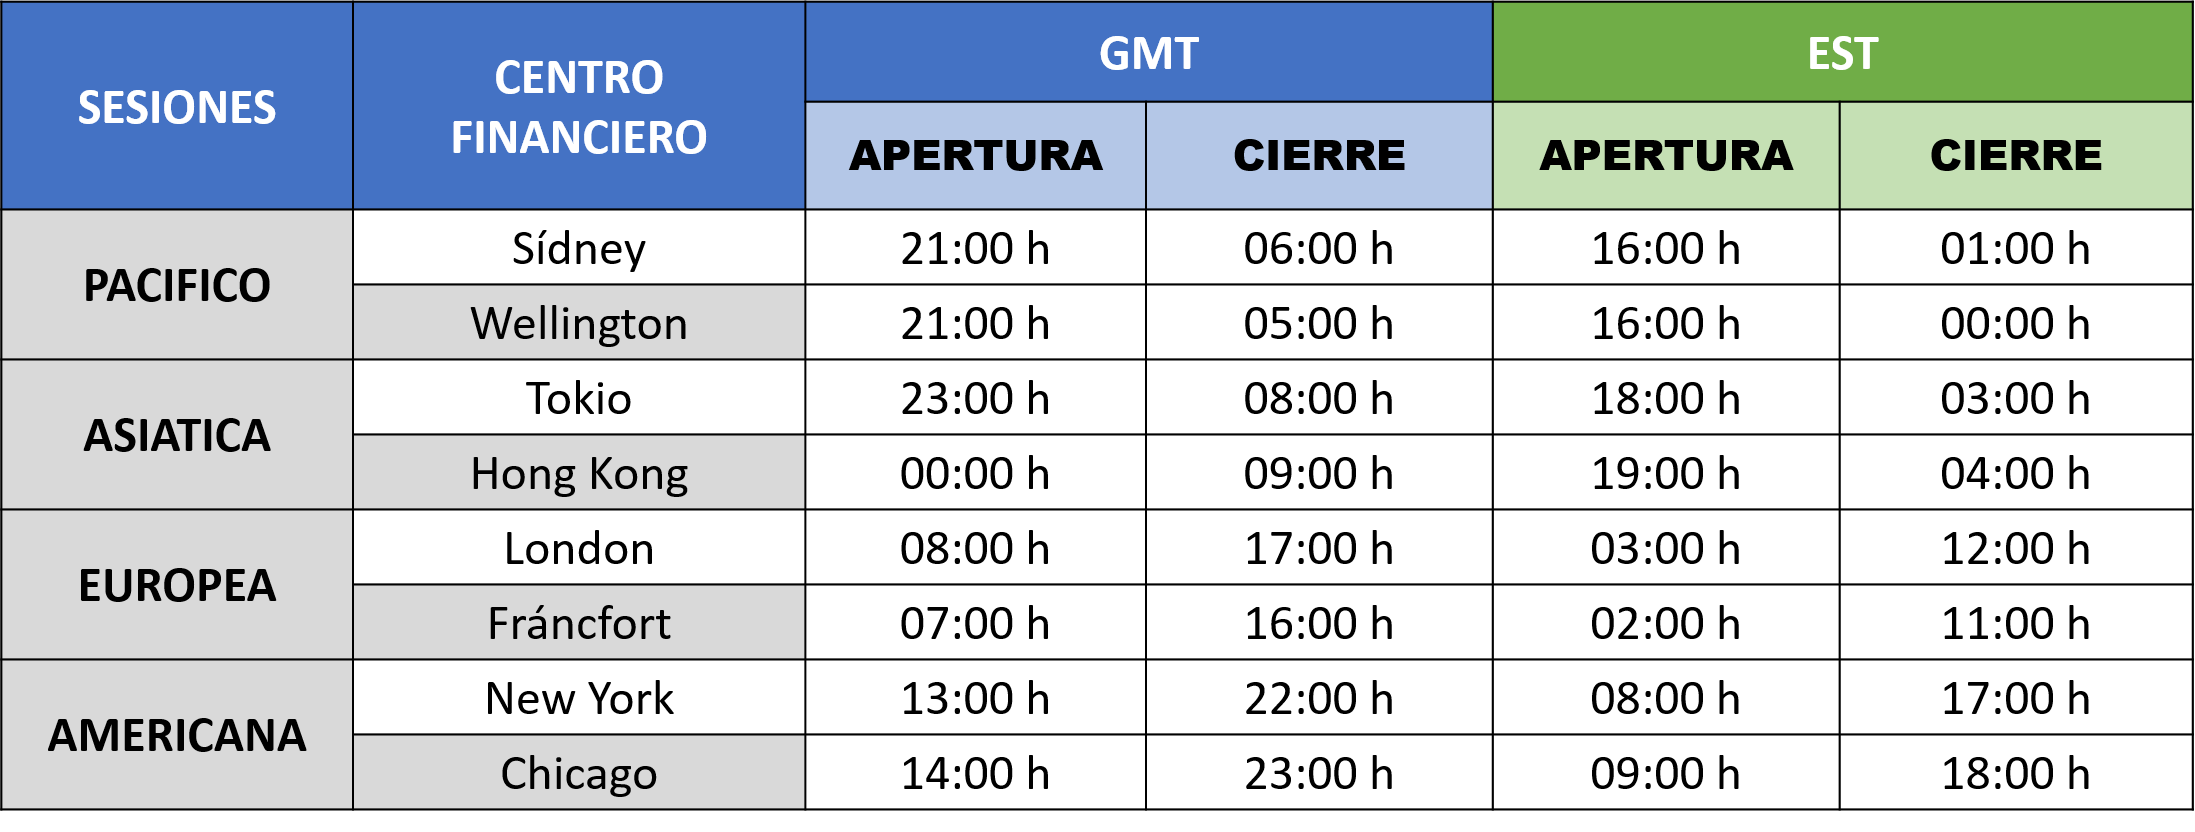 SESIONES
CENTRO
FINANCIERO
GMT
EST
APERTURA
CIERRE
APERTURA
CIERRE
PACIFICO
Sídney
21:00 h
06:00 h
16:00 h
01:00 h
Wellington
21:00 h
05:00 h
16:00 h
00:00 h
ASIATICA
Tokio
23:00 h
08:00 h
18:00 h
03:00 h
Hong Kong
00:00 h
09:00 h
19:00 h
04:00 h
EUROPEA
London
08:00 h
17:00 h
03:00 h
12:00 h
Fráncfort
07:00 h
16:00 h
02:00 h
11:00 h
AMERICANA
New York
13:00 h
22:00 h
08:00 h
17:00 h
Chicago
14:00 h
23:00 h
09:00 h
18:00 h